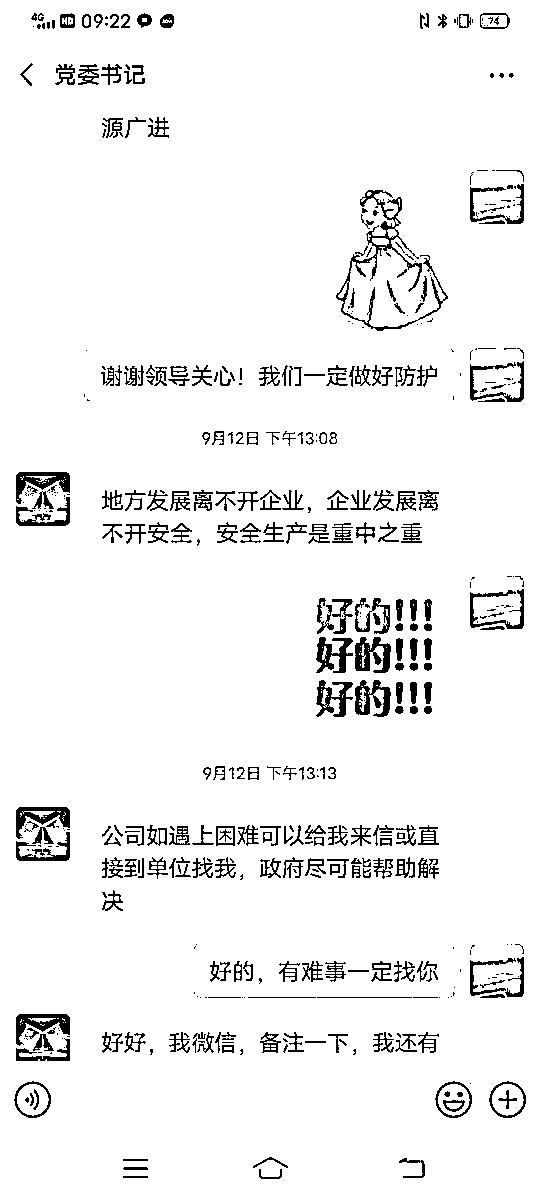 4G HD 09:22 74
党委书记
源广进
谢谢领导关心！我们一定做好防护
9月12日 下午13:08
地方发展离不开企业，企业发展离
不开安全，安全生产是重中之重
好的!!!
好的!!!
好的!!!
9月12日 下午13:13
公司如遇上困难可以给我来信或直
接到单位找我，政府尽可能帮助解
决
好的，有难事一定找你
好好，我微信，备注一下，我还有